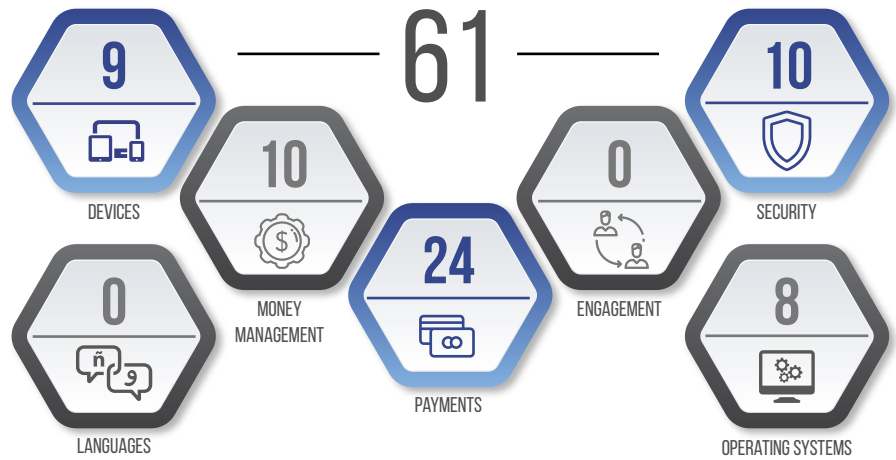 61
9
DEVICES
10
MONEY
MANAGEMENT
24
PAYMENTS
0
ENGAGEMENT
10
SECURITY
0
ñ
و
LANGUAGES
8
OPERATING SYSTEMS
$